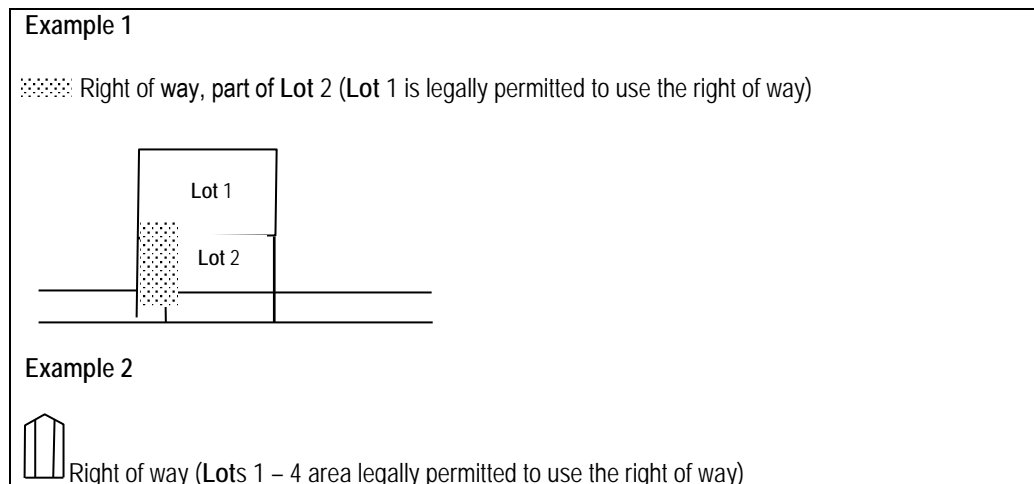 Example 1
Right of way, part of Lot 2 (Lot 1 is legally permitted to use the right of way)
Lot 1
Lot 2
Example 2
Right of way (Lots 1 – 4 area legally permitted to use the right of way)